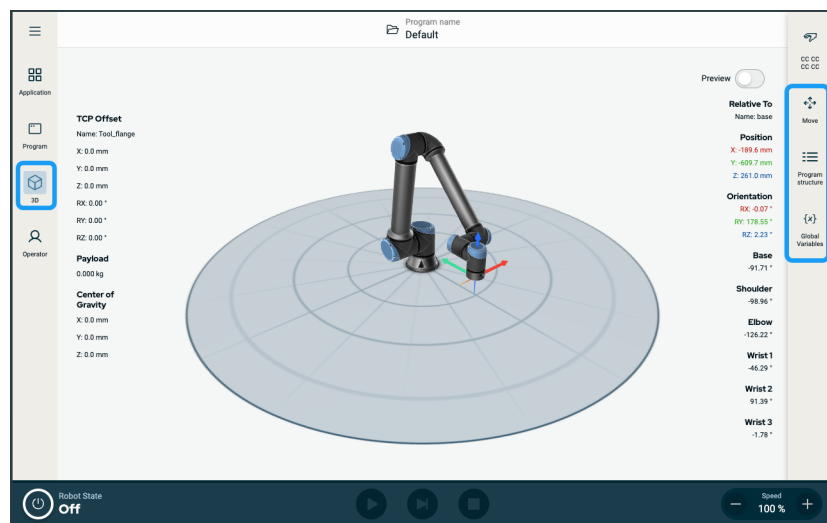 Program name
Default
Application
Program
3D
Operator
TCP Offset
Name: Tool_flange
X: 0.0 mm
Y: 0.0 mm
Z: 0.0 mm
RX: 0.00 °
RY: 0.00 °
RZ: 0.00 °
Payload
0.000 kg
Center of
Gravity
X: 0.0 mm
Y: 0.0 mm
Z: 0.0 mm
Preview
Relative To
Name: base
Position
X: -189.6 mm
Y: -609.7 mm
Z: 261.0 mm
Orientation
RX: -0.07 °
RY: 178.55 °
RZ: 2.23 °
Base
-91.71 °
Shoulder
-98.96 °
Elbow
-126.22 °
Wrist 1
-46.29 °
Wrist 2
91.39 °
Wrist 3
-1.78 °
CC CC
CC CC
Move
Program
structure
{x}
Global
Variables
Robot State
Off
Speed
100 %